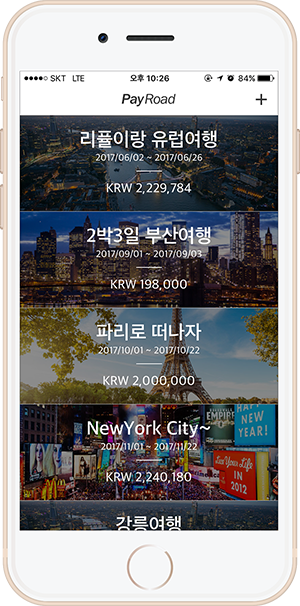 SKT LTE 오후 10:26 84%
PayRoad +
리플이랑 유럽여행
2017/06/02 ~ 2017/06/26
KRW 2,229,784
2박3일 부산여행
2017/09/01 ~ 2017/09/03
KRW 198,000
파리로 떠나자
2017/10/01 ~ 2017/10/22
KRW 2,000,000
NewYork City~
2017/11/01 ~ 2017/11/22
KRW 2,240,180
EMPIRE
HAPPY
NEW
YEAR!
Live Your Life
IN
2012
강릉여행